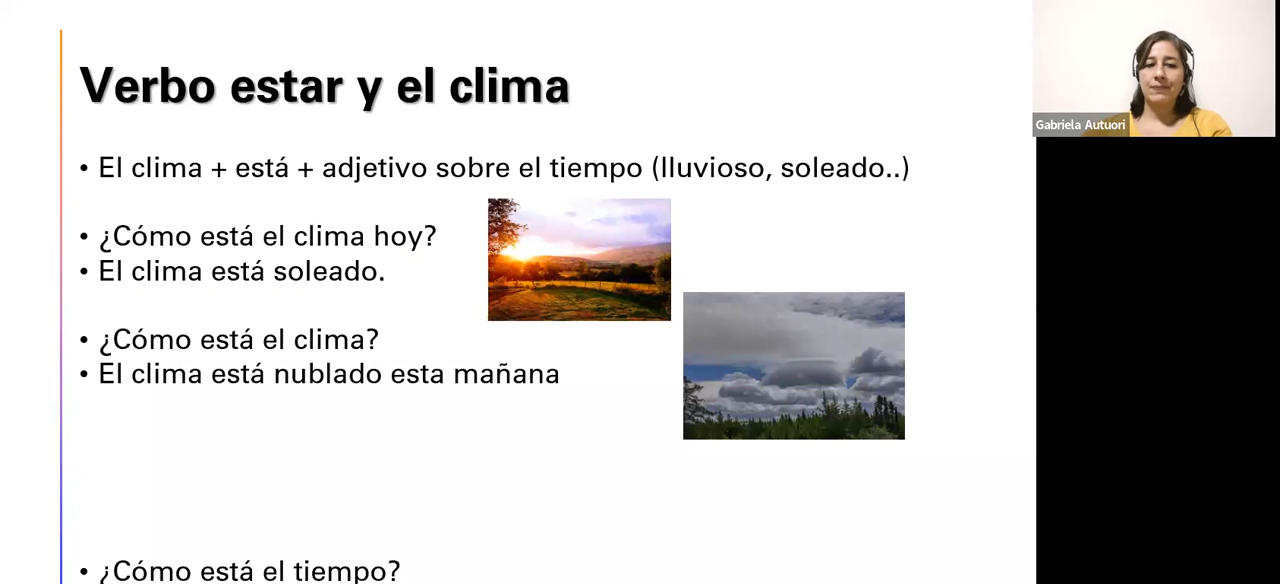 Verbo estar y el clima
• El clima + está + adjetivo sobre el tiempo (lluvioso, soleado..)
• ¿Cómo está el clima hoy?
• El clima está soleado.
• ¿Cómo está el clima?
• El clima está nublado esta mañana
• ¿Cómo está el tiempo?
Gabriela Autuori